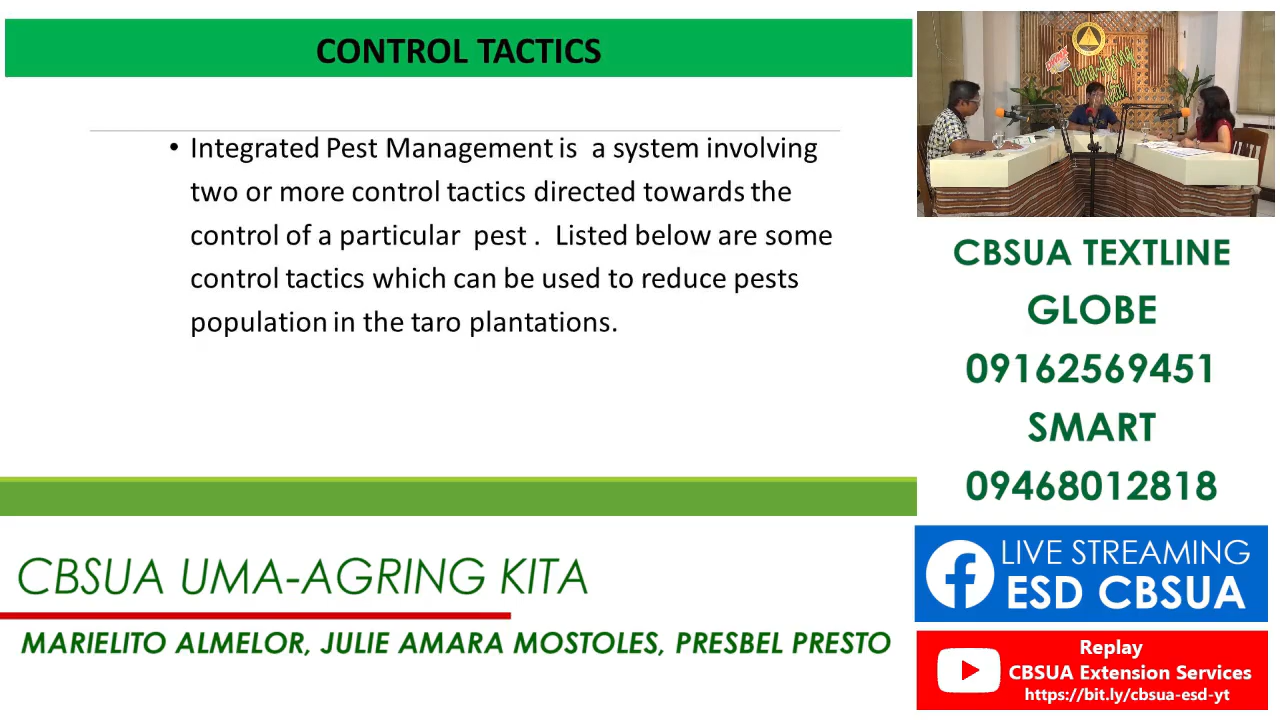 CONTROL TACTICS
• Integrated Pest Management is a system involving
two or more control tactics directed towards the
control of a particular pest . Listed below are some
control tactics which can be used to reduce pests
population in the taro plantations.
Uma-Agring
CBSUA TEXTLINE
GLOBE
09162569451
SMART
09468012818
LIVE STREAMING
ESD CBSUA
Replay
CBSUA Extension Services
https://bit.ly/cbsua-esd-yt
CBSUA UMA-AGRING KITA
MARIELITO ALMELOR, JULIE AMARA MOSTOLES, PRESBEL PRESTO